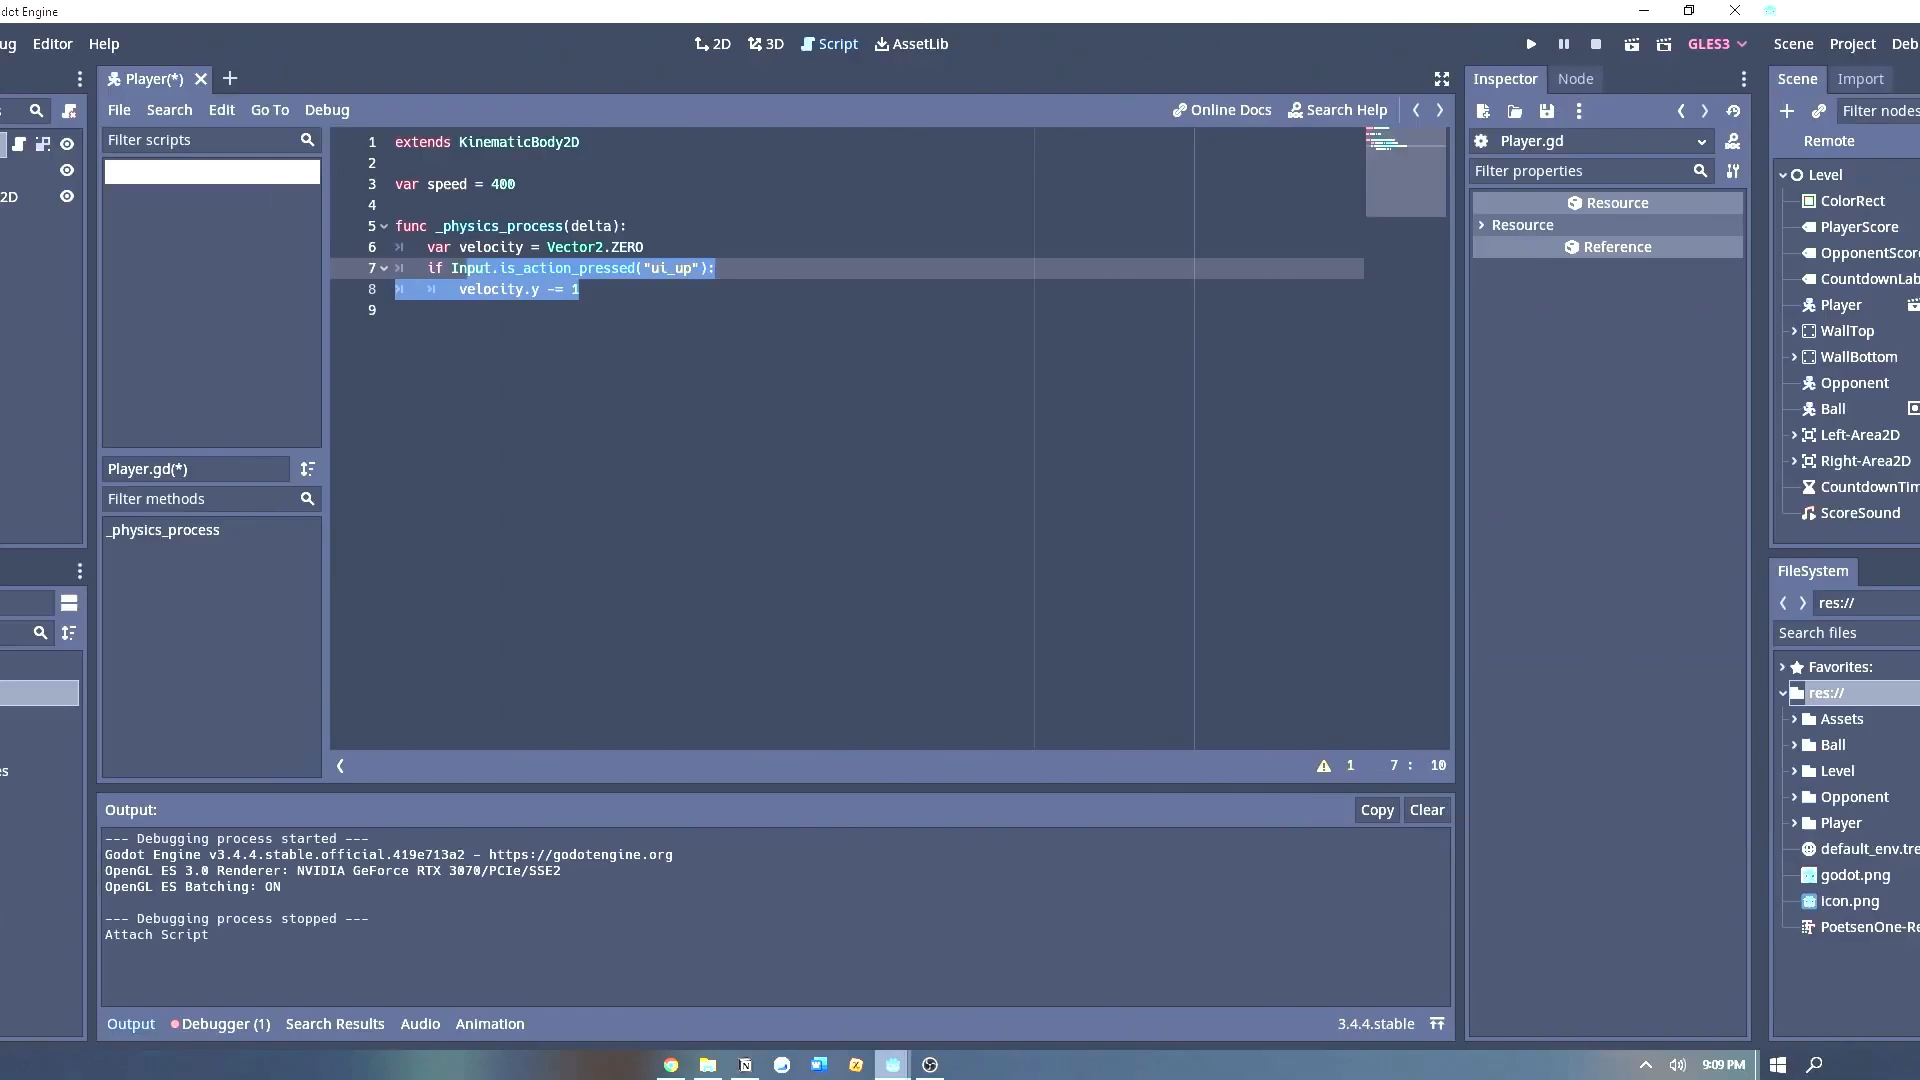 dot Engine
ug Editor Help
2D 3D Script AssetLib
GLES3
Scene Project Deb
Player(*)
Inspector Node
Scene Import
File Search Edit Go To Debug
Online Docs Search Help
Filter nodes
s
Filter scripts
Player.gd
Remote
Filter properties
2D
Resource
Resource
Reference
1 extends KinematicBody2D
2
3 var speed = 400
4
5 func _physics_process(delta):
6 var velocity = Vector2.ZERO
7 if Input.is_action_pressed("ui_up"):
8 velocity.y -= 1
9
Level
ColorRect
PlayerScore
OpponentScore
CountdownLab
Player
WallTop
WallBottom
Opponent
Ball
Left-Area2D
Right-Area2D
CountdownTim
ScoreSound
Player.gd(*)
Filter methods
_physics_process
FileSystem
res://
Search files
Favorites:
res://
Assets
Ball
Level
Opponent
Player
default_env.tre
godot.png
icon.png
PoetsenOne-Re
es
1 7 : 10
Output:
Copy Clear
--- Debugging process started ---
Godot Engine v3.4.4.stable.official.419e713a2 - https://godotengine.org
OpenGL ES 3.0 Renderer: NVIDIA GeForce RTX 3070/PCIe/SSE2
OpenGL ES Batching: ON
--- Debugging process stopped ---
Attach Script
Output Debugger (1) Search Results Audio Animation
3.4.4.stable
9:09 PM